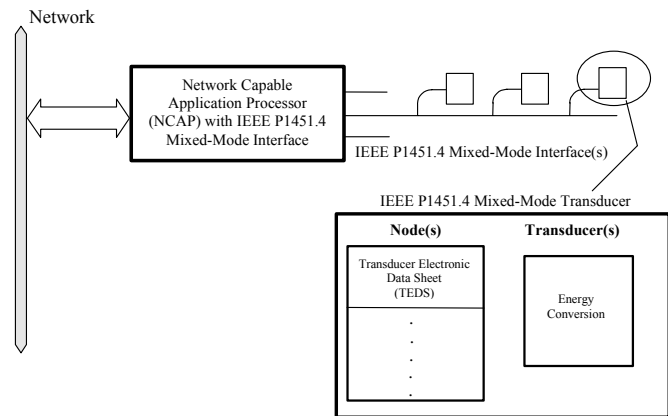 Network
Network Capable
Application Processor
(NCAP) with IEEE P1451.4
Mixed-Mode Interface
IEEE P1451.4 Mixed-Mode Interface(s)
IEEE P1451.4 Mixed-Mode Transducer
Node(s)
Transducer(s)
Transducer Electronic
Data Sheet
(TEDS)
Energy
Conversion